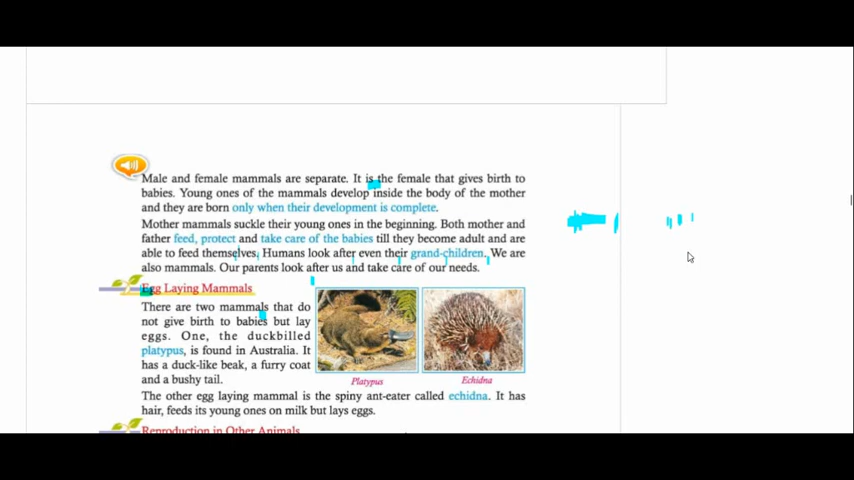 Male and female mammals are separate. It is the female that gives birth to
babies. Young ones of the mammals develop inside the body of the mother
and they are born only when their development is complete.
Mother mammals suckle their young ones in the beginning. Both mother and
father feed, protect and take care of the babies till they become adult and are
able to feed themselves. Humans look after even their grand-children. We are
also mammals. Our parents look after us and take care of our needs.
Egg Laying Mammals
There are two mammals that do
not give birth to babies but lay
eggs. One, the duckbilled
platypus, is found in Australia. It
has a duck-like beak, a furry coat
and a bushy tail.
Platypus
Echidna
The other egg laying mammal is the spiny ant-eater called echidna. It has
hair, feeds its young ones on milk but lays eggs.
Reproduction in Other Animals